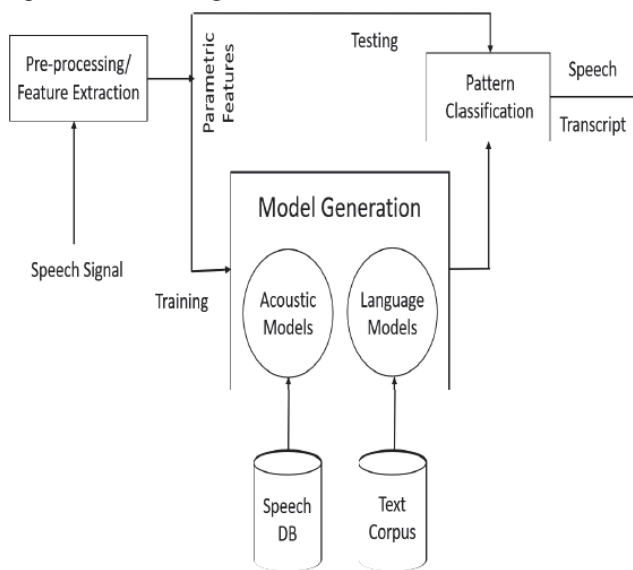 Testing
Pre-processing/
Feature Extraction
Parametric
Features
Pattern
Classification
Speech
Transcript
Model Generation
Speech Signal
Training
Acoustic
Models
Language
Models
Speech
DB
Text
Corpus